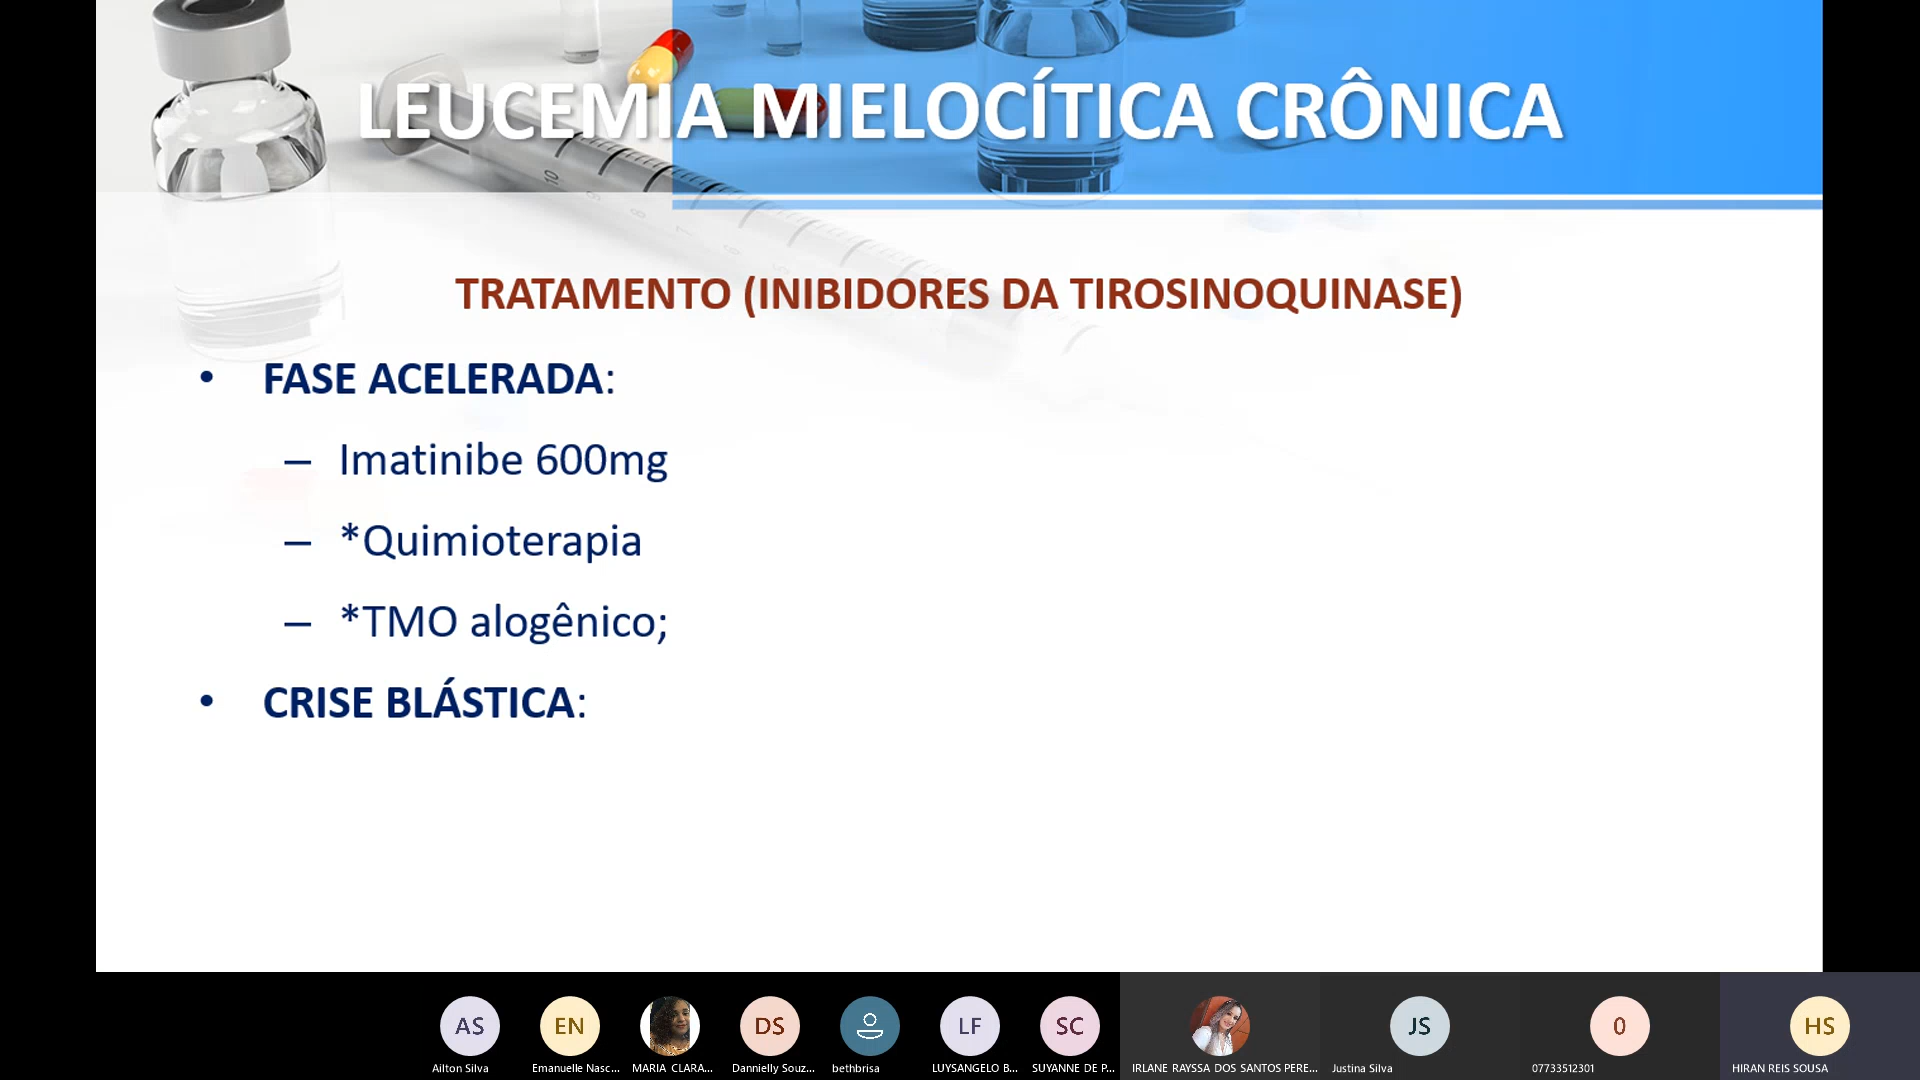 LEUCEMIA MIELOCÍTICA CRÔNICA
TRATAMENTO (INIBIDORES DA TIROSINOQUINASE)
• FASE ACELERADA:
– Imatinibe 600mg
– *Quimioterapia
– *TMO alogênico;
• CRISE BLÁSTICA:
AS EN DS LF SC JS 0 HS
Ailton Silva Emanuelle Nasc... MARIA CLARA... Dannielly Souz... bethbrisa LUYSANGELO B... SUYANNE DE P... IRLANE RAYSSA DOS SANTOS PERE... Justina Silva 07733512301 HIRAN REIS SOUSA